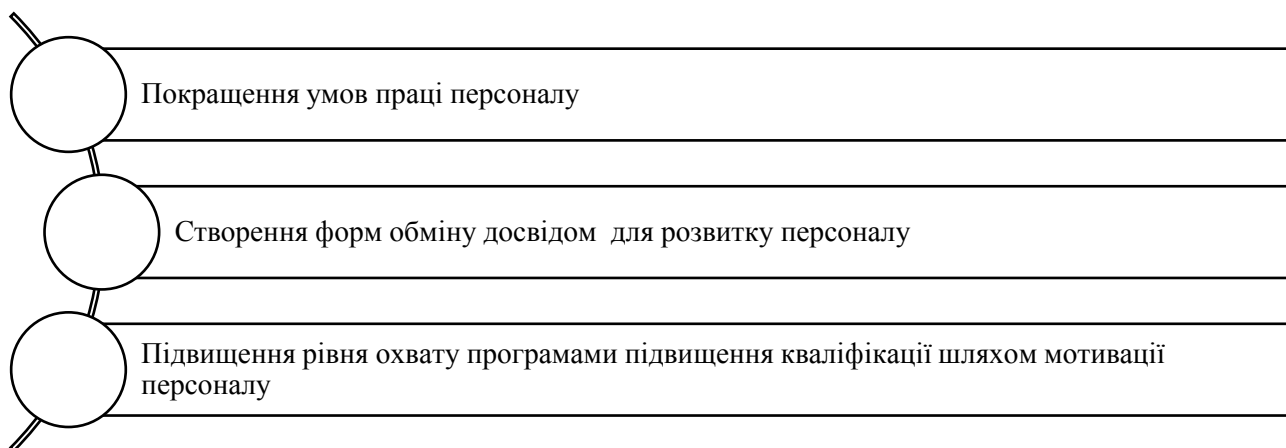 Покращення умов праці персоналу
Створення форм обміну досвідом  для розвитку персоналу
Підвищення рівня охвату програмами підвищення кваліфікації шляхом мотивації
персоналу